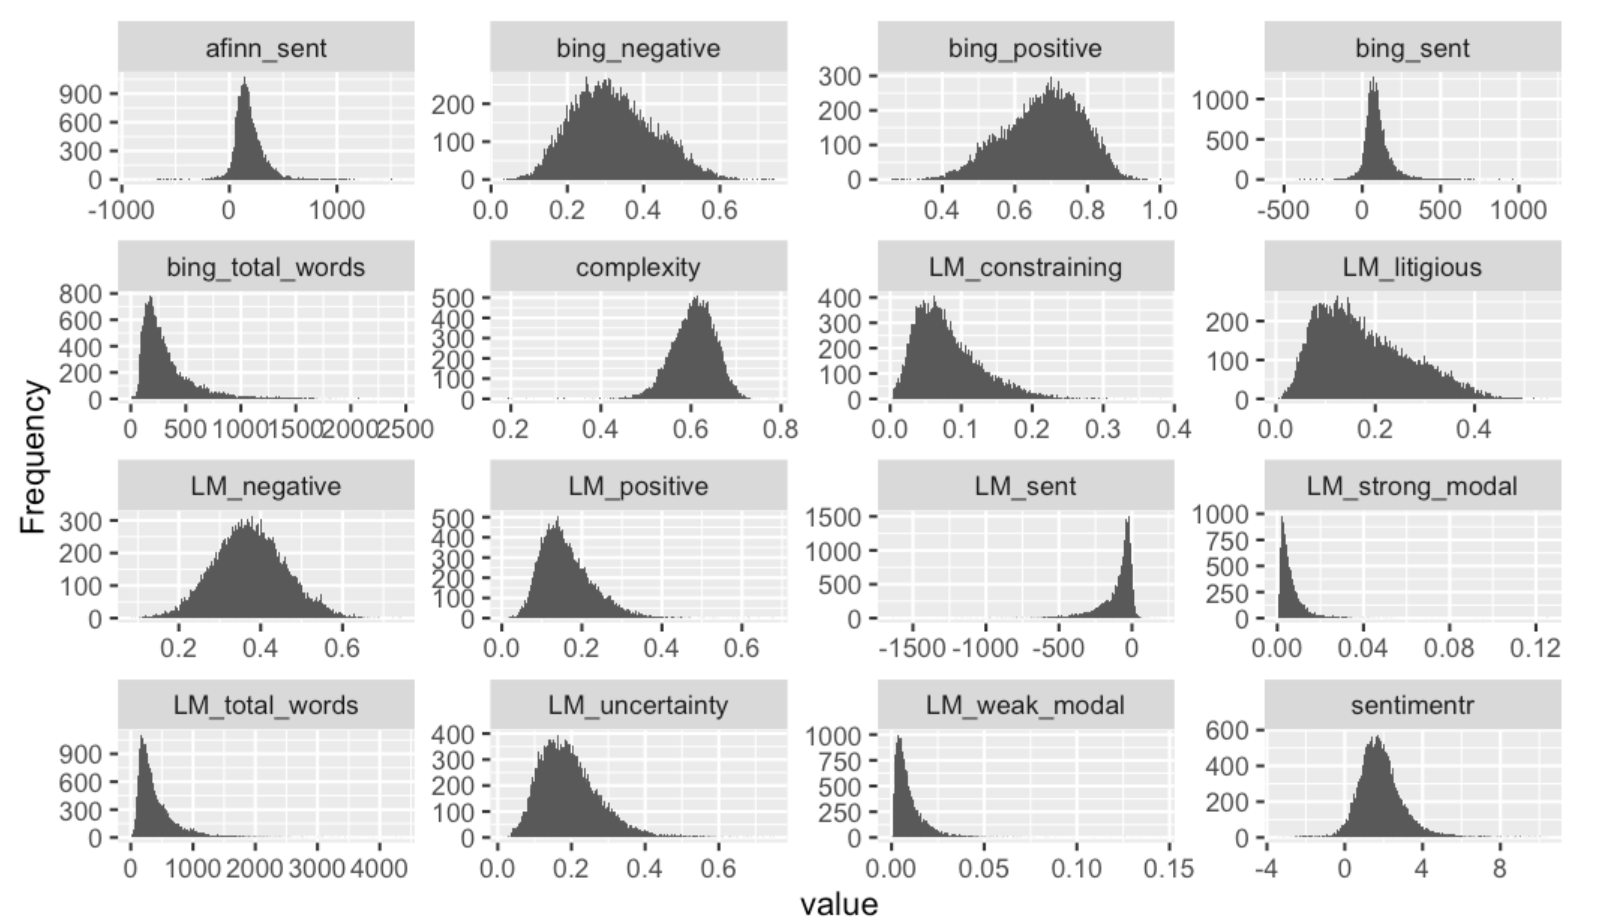 afinn_sent bing_negative bing_positive bing_sent
900 600 300 0
200 100 0
300 200 100 0
1000 500 0
-1000 0 1000
0.0 0.2 0.4 0.6
0.4 0.6 0.8 1.0
-500 0 500 1000
bing_total_words complexity LM_constraining LM_litigious
800 600 400 200 0
500 400 300 200 100 0
400 300 200 100 0
200 100 0
0 500 1000 1500 2000 2500
0.2 0.4 0.6 0.8
0.0 0.1 0.2 0.3 0.4
0.0 0.2 0.4
Frequency
LM_negative LM_positive LM_sent LM_strong_modal
300 200 100 0
500 400 300 200 100 0
1500 1000 500 0
1000 750 500 250 0
0.2 0.4 0.6
0.0 0.2 0.4 0.6
-1500 -1000 -500 0
0.00 0.04 0.08 0.12
LM_total_words LM_uncertainty LM_weak_modal sentimentr
900 600 300 0
400 300 200 100 0
1000 750 500 250 0
600 400 200 0
0 1000 2000 3000 4000
0.0 0.2 0.4 0.6
0.00 0.05 0.10 0.15
-4 0 4 8
value